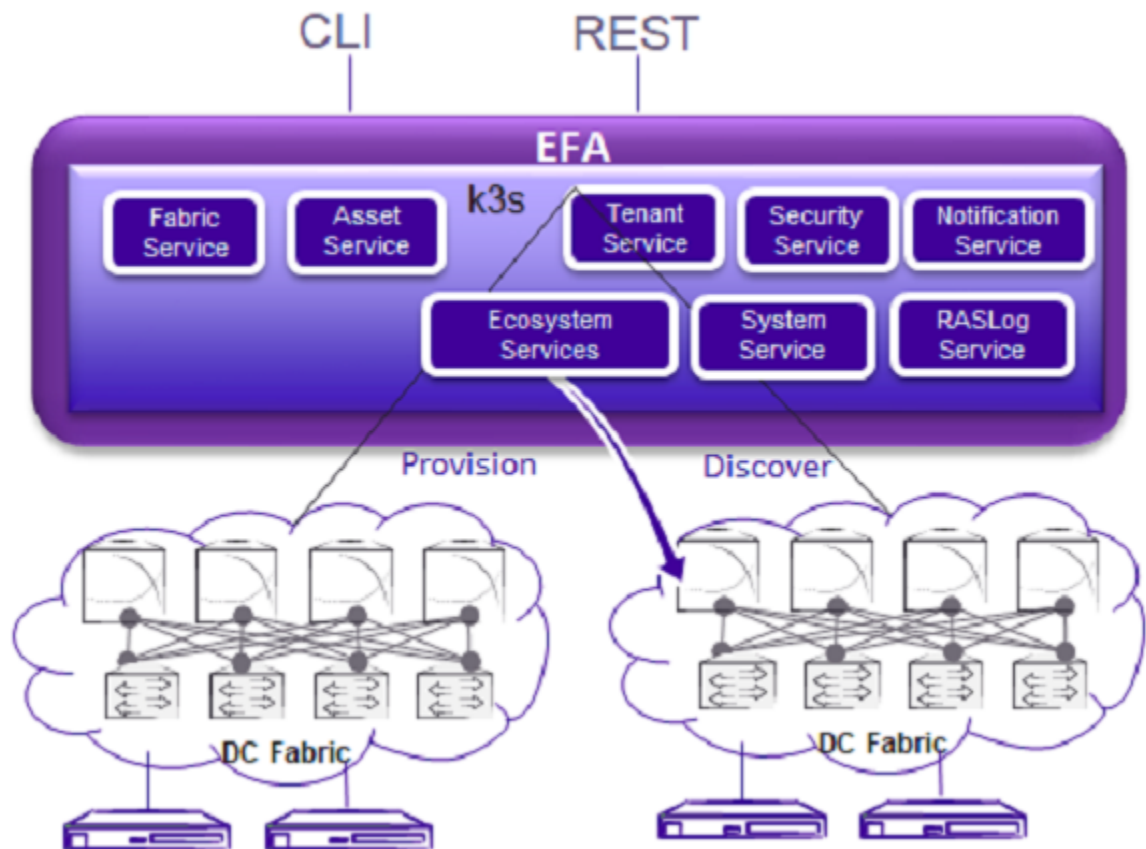 CLI
REST
EFA
k3s
Fabric
Service
Asset
Service
Tenant
Service
Security
Service
Notification
Service
Ecosystem
Services
System
Service
RASLog
Service
Provision
Discover
DC Fabric
DC Fabric